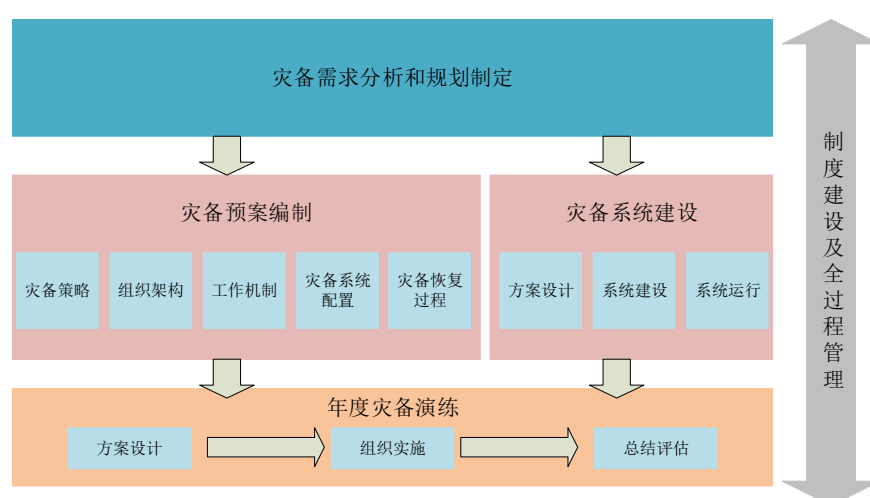 灾备需求分析和规划制定
灾备预案编制
灾备策略
组织架构
工作机制
灾备系统
配置
灾备恢复
过程
灾备系统建设
方案设计
系统建设
系统运行
年度灾备演练
方案设计
组织实施
总结评估
制度建设及全过程管理